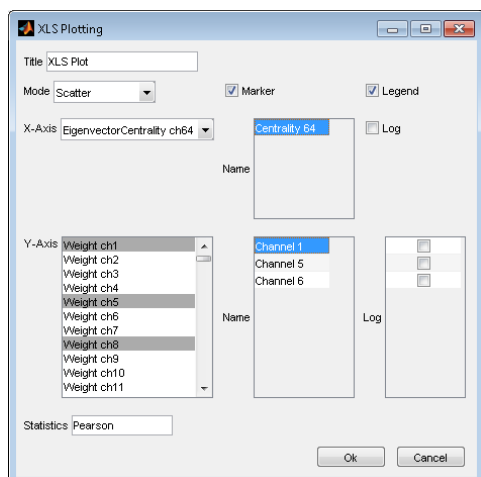 XLS Plotting
Title XLS Plot
Mode Scatter Marker Legend
X-Axis EigenvectorCentrality ch64 Centrality 64 Log
Name
Y-Axis Weight ch1 Channel 1
Weight ch2 Channel 5
Weight ch3 Channel 6
Weight ch4
Weight ch5
Weight ch6
Weight ch7 Name Log
Weight ch8
Weight ch9
Weight ch10
Weight ch11
Statistics Pearson
Ok Cancel